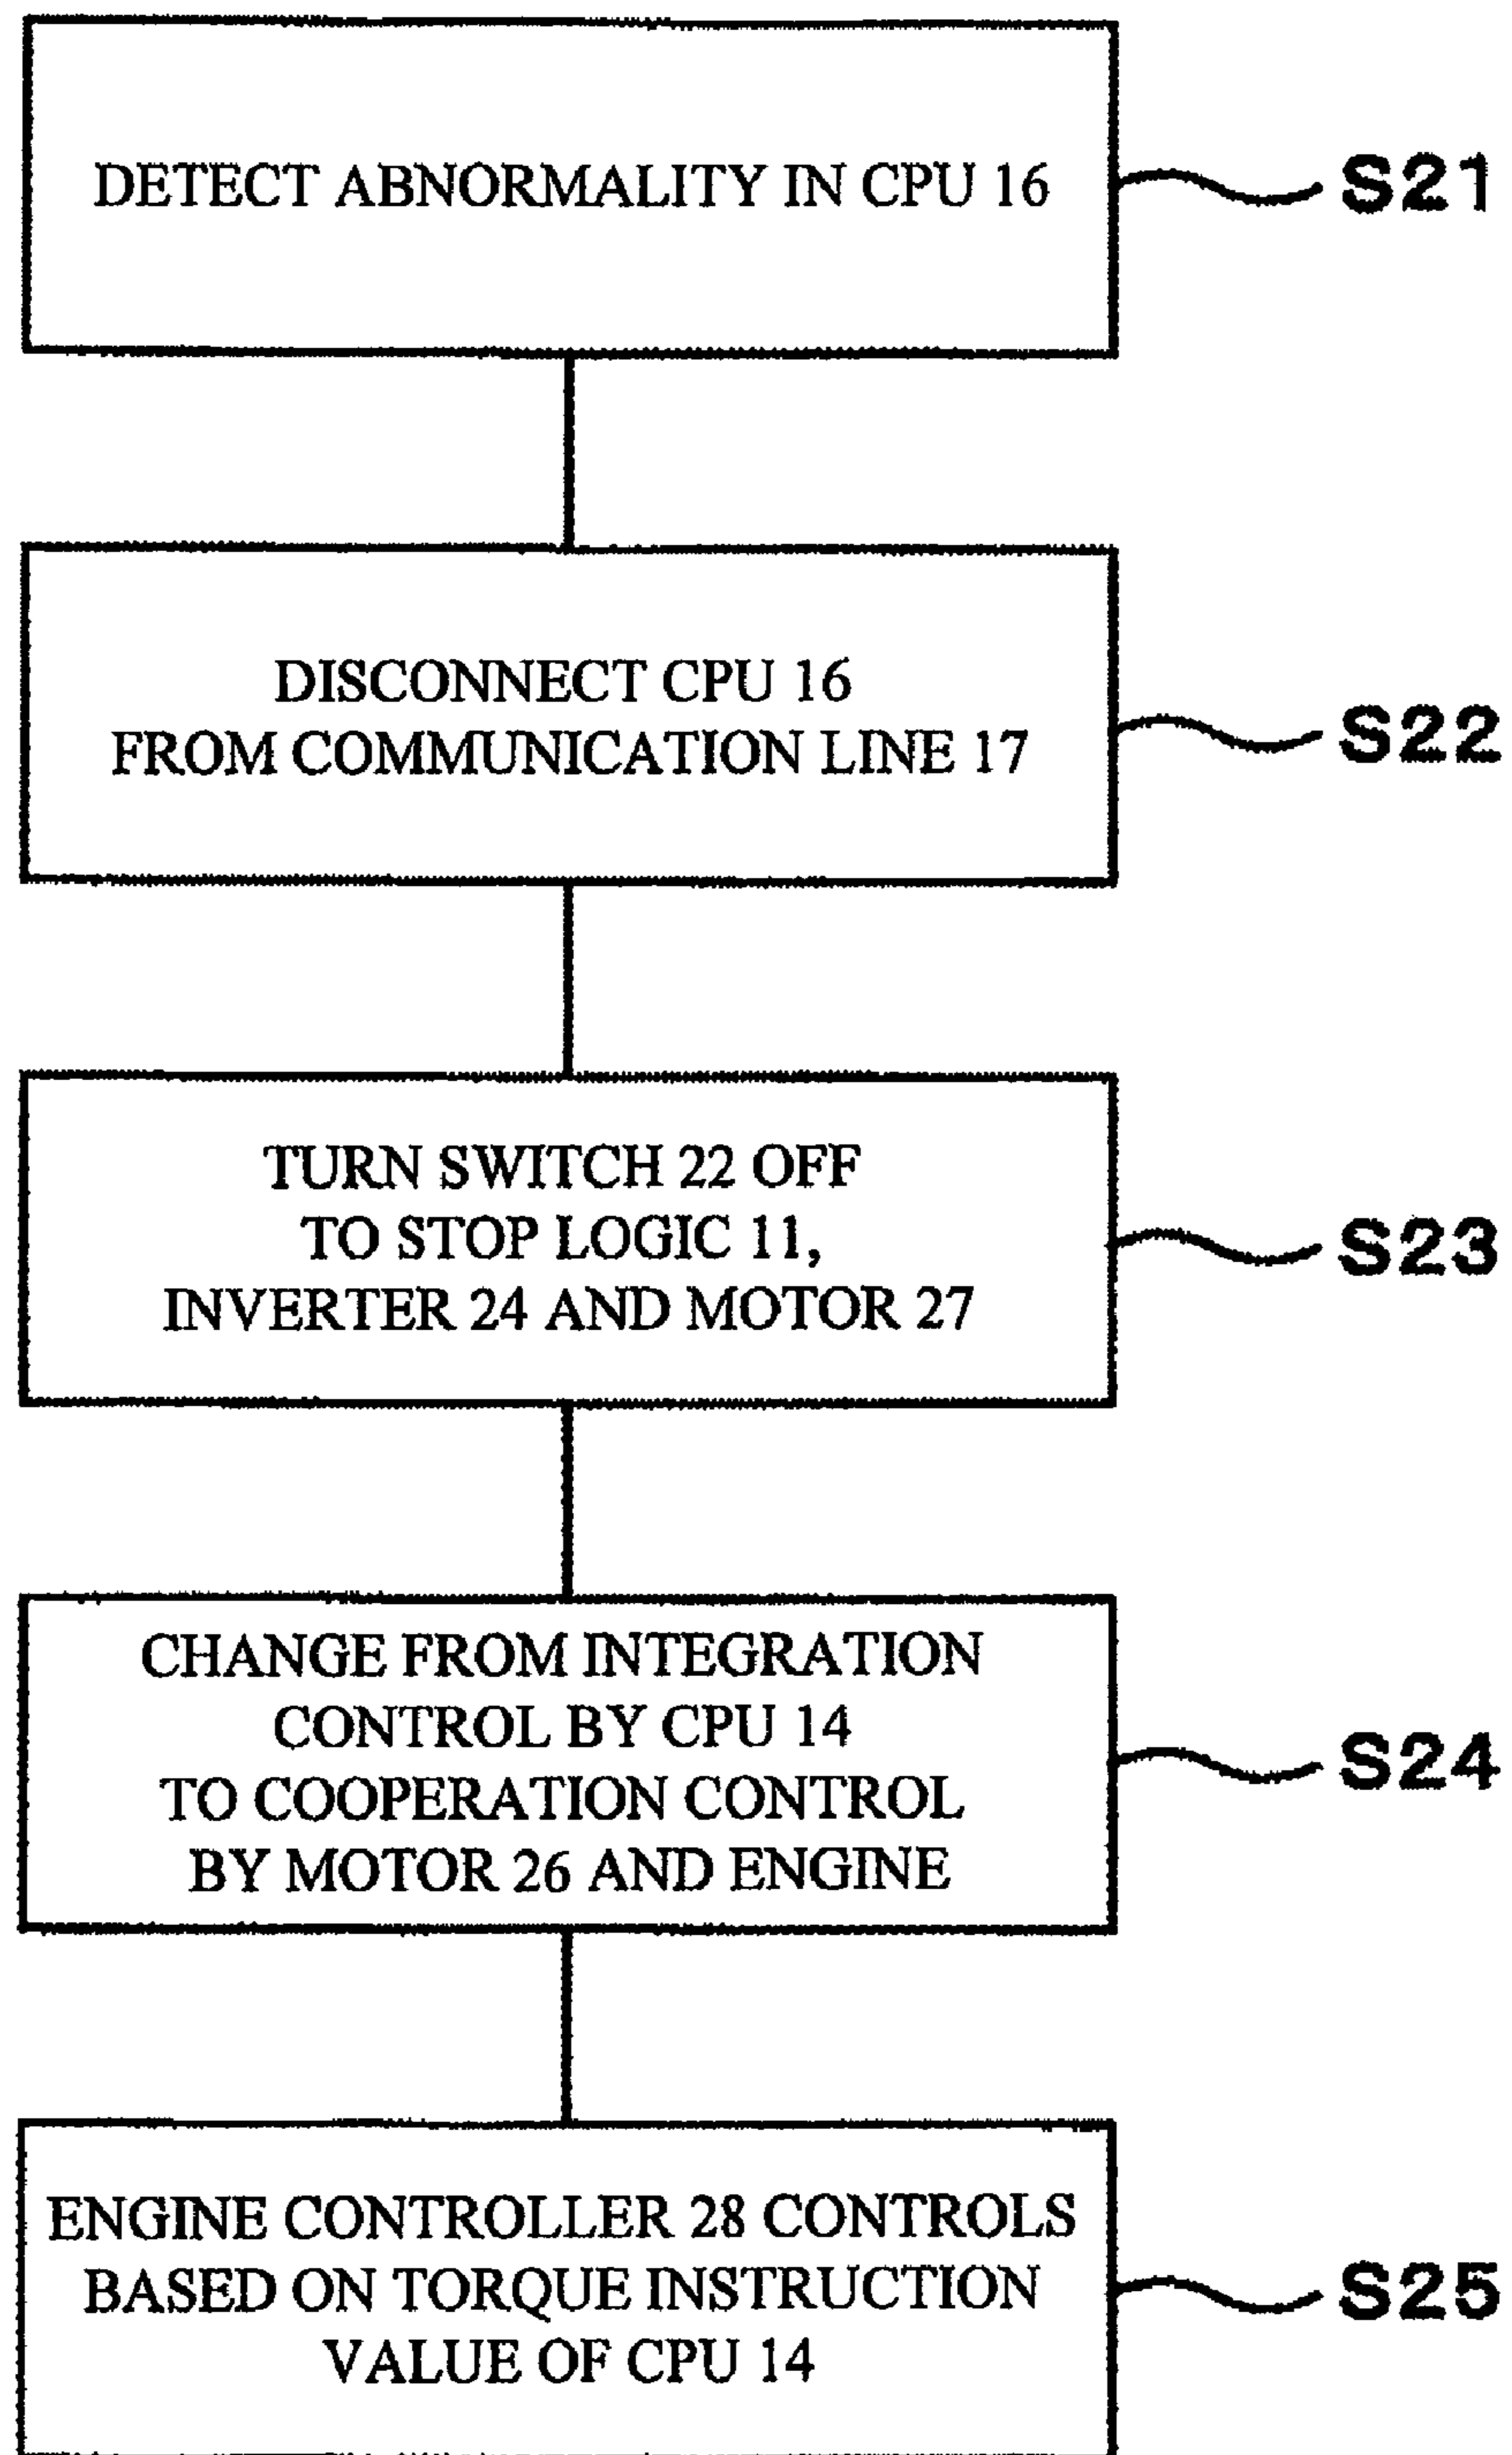 DETECT ABNORMALITY IN CPU 16
S21
DISCONNECT CPU 16
FROM COMMUNICATION LINE 17
S22
TURN SWITCH 22 OFF
TO STOP LOGIC 11,
INVERTER 24 AND MOTOR 27
S23
CHANGE FROM INTEGRATION
CONTROL BY CPU 14
TO COOPERATION CONTROL
BY MOTOR 26 AND ENGINE
S24
ENGINE CONTROLLER 28 CONTROLS
BASED ON TORQUE INSTRUCTION
VALUE OF CPU 14
S25